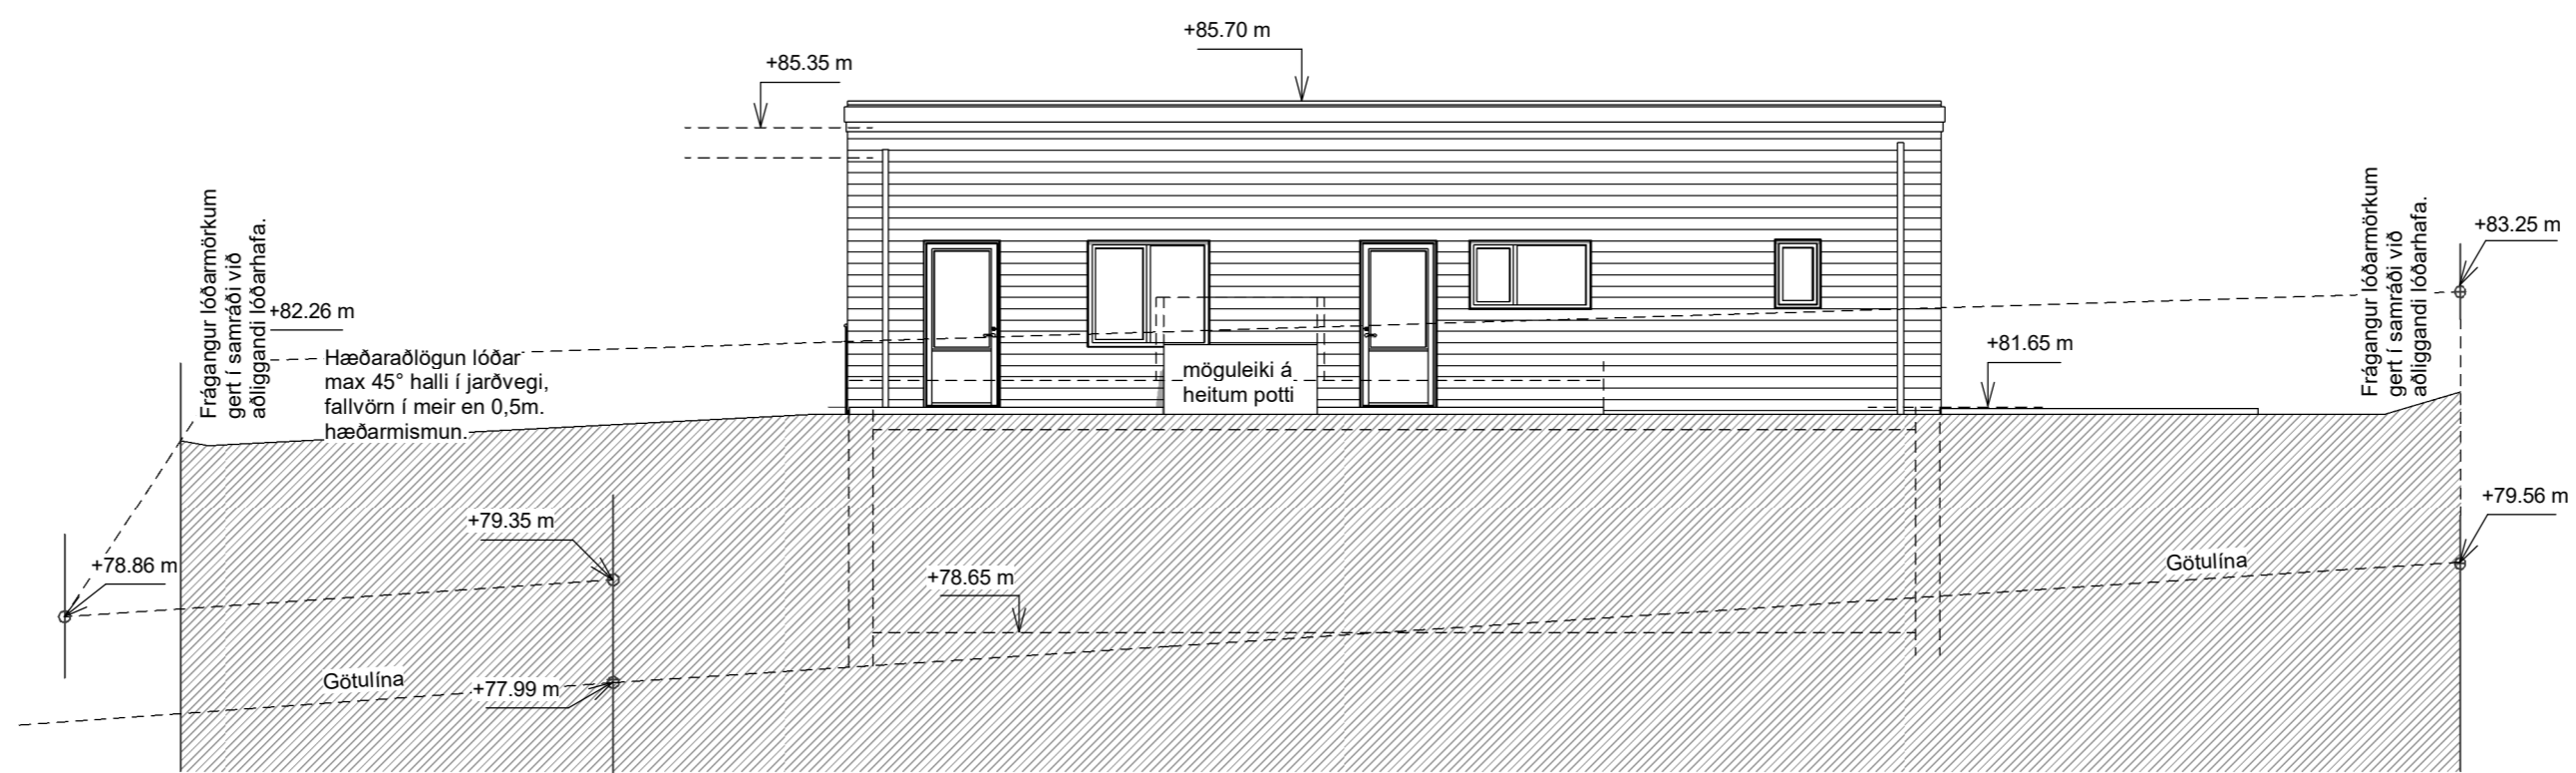 +85.70 m
+85.35 m
Frágangur lóðarmörkum
gert í samráði við
aðliggandi lóðarhafa.
+82.26 m
Hæðaraðlögun lóðar
max 45° halli í jarðvegi,
fallvörn í meir en 0,5m.
hæðarmismun.
möguleiki á
heitum potti
+81.65 m
Frágangur lóðarmörkum
gert í samráði við
aðliggandi lóðarhafa.
+83.25 m
+79.56 m
+79.35 m
+78.86 m
+78.65 m
Götulína
Götulína
+77.99 m